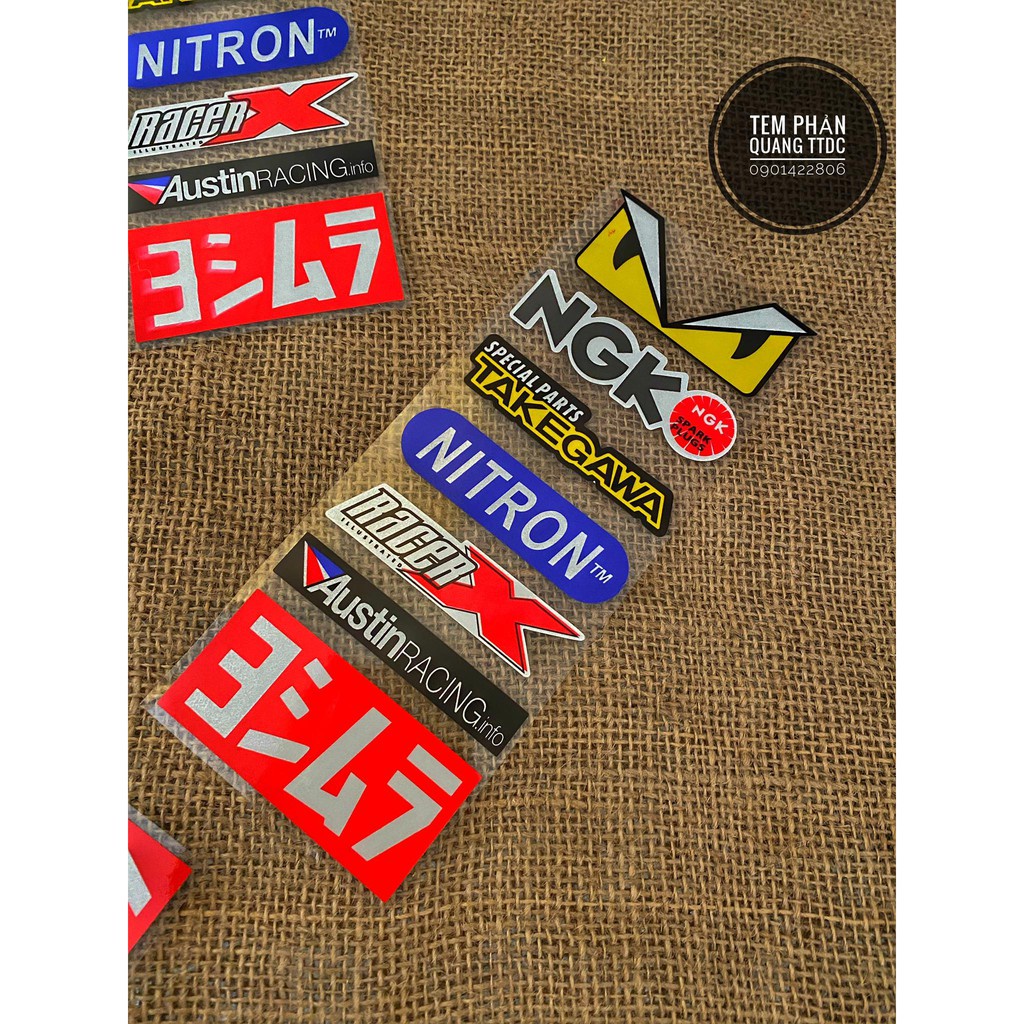 NITRON™
RACER X
ILLUSTRATED
AustinRACING.info
ヨシムラ
TEM PHẢN
QUANG TTDC
0901422806
NGK
NGK
SPARK
PLUGS
SPECIAL PARTS
TAKEGAWA
NITRON™
RACER X
ILLUSTRATED
AustinRACING.info
ヨシムラ